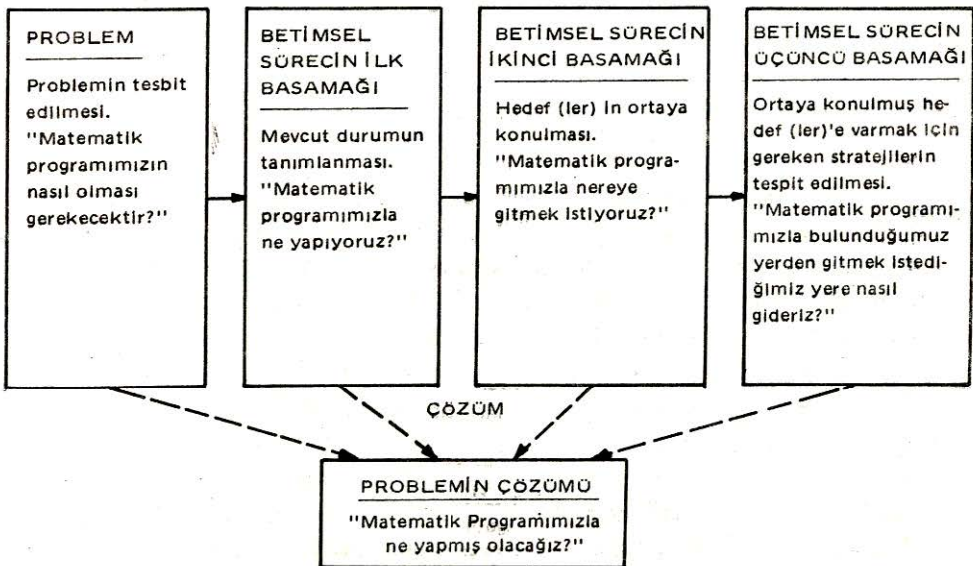 PROBLEM
Problemin tesbit
edilmesi.
"Matematik
programımızın
nasıl olması
gerekecektir?"
BETİMSEL
SÜRECİN İLK
BASAMAĞI
Mevcut durumun
tanımlanması.
"Matematik
programımızla
ne yapıyoruz?"
BETİMSEL SÜRECİN
İKİNCİ BASAMAĞI
Hedef (ler) in ortaya
konulması.
"Matematik progra-
mımızla nereye
gitmek istiyoruz?"
BETİMSEL SÜRECİN
ÜÇÜNCÜ BASAMAĞI
Ortaya konulmuş he-
def (ler)'e varmak için
gereken stratejilerin
tespit edilmesi.
"Matematik programı-
mızla bulunduğumuz
yerden gitmek istedi-
ğimiz yere nasıl
gideriz?"
ÇÖZÜM
PROBLEMİN ÇÖZÜMÜ
"Matematik Programımızla
ne yapmış olacağız?"